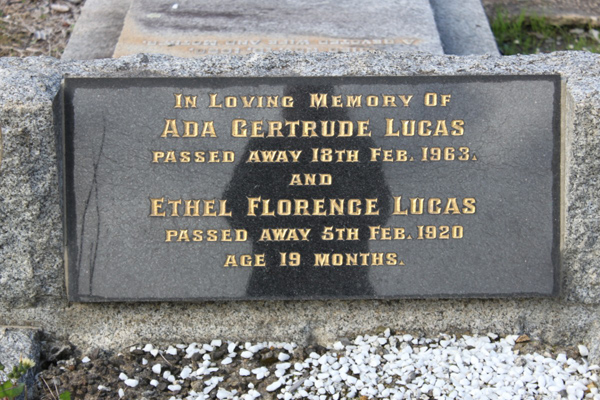 In Loving Memory Of
Ada Gertrude Lucas
passed away 18th Feb. 1963.
and
Ethel Florence Lucas
passed away 5th Feb. 1920
age 19 months.